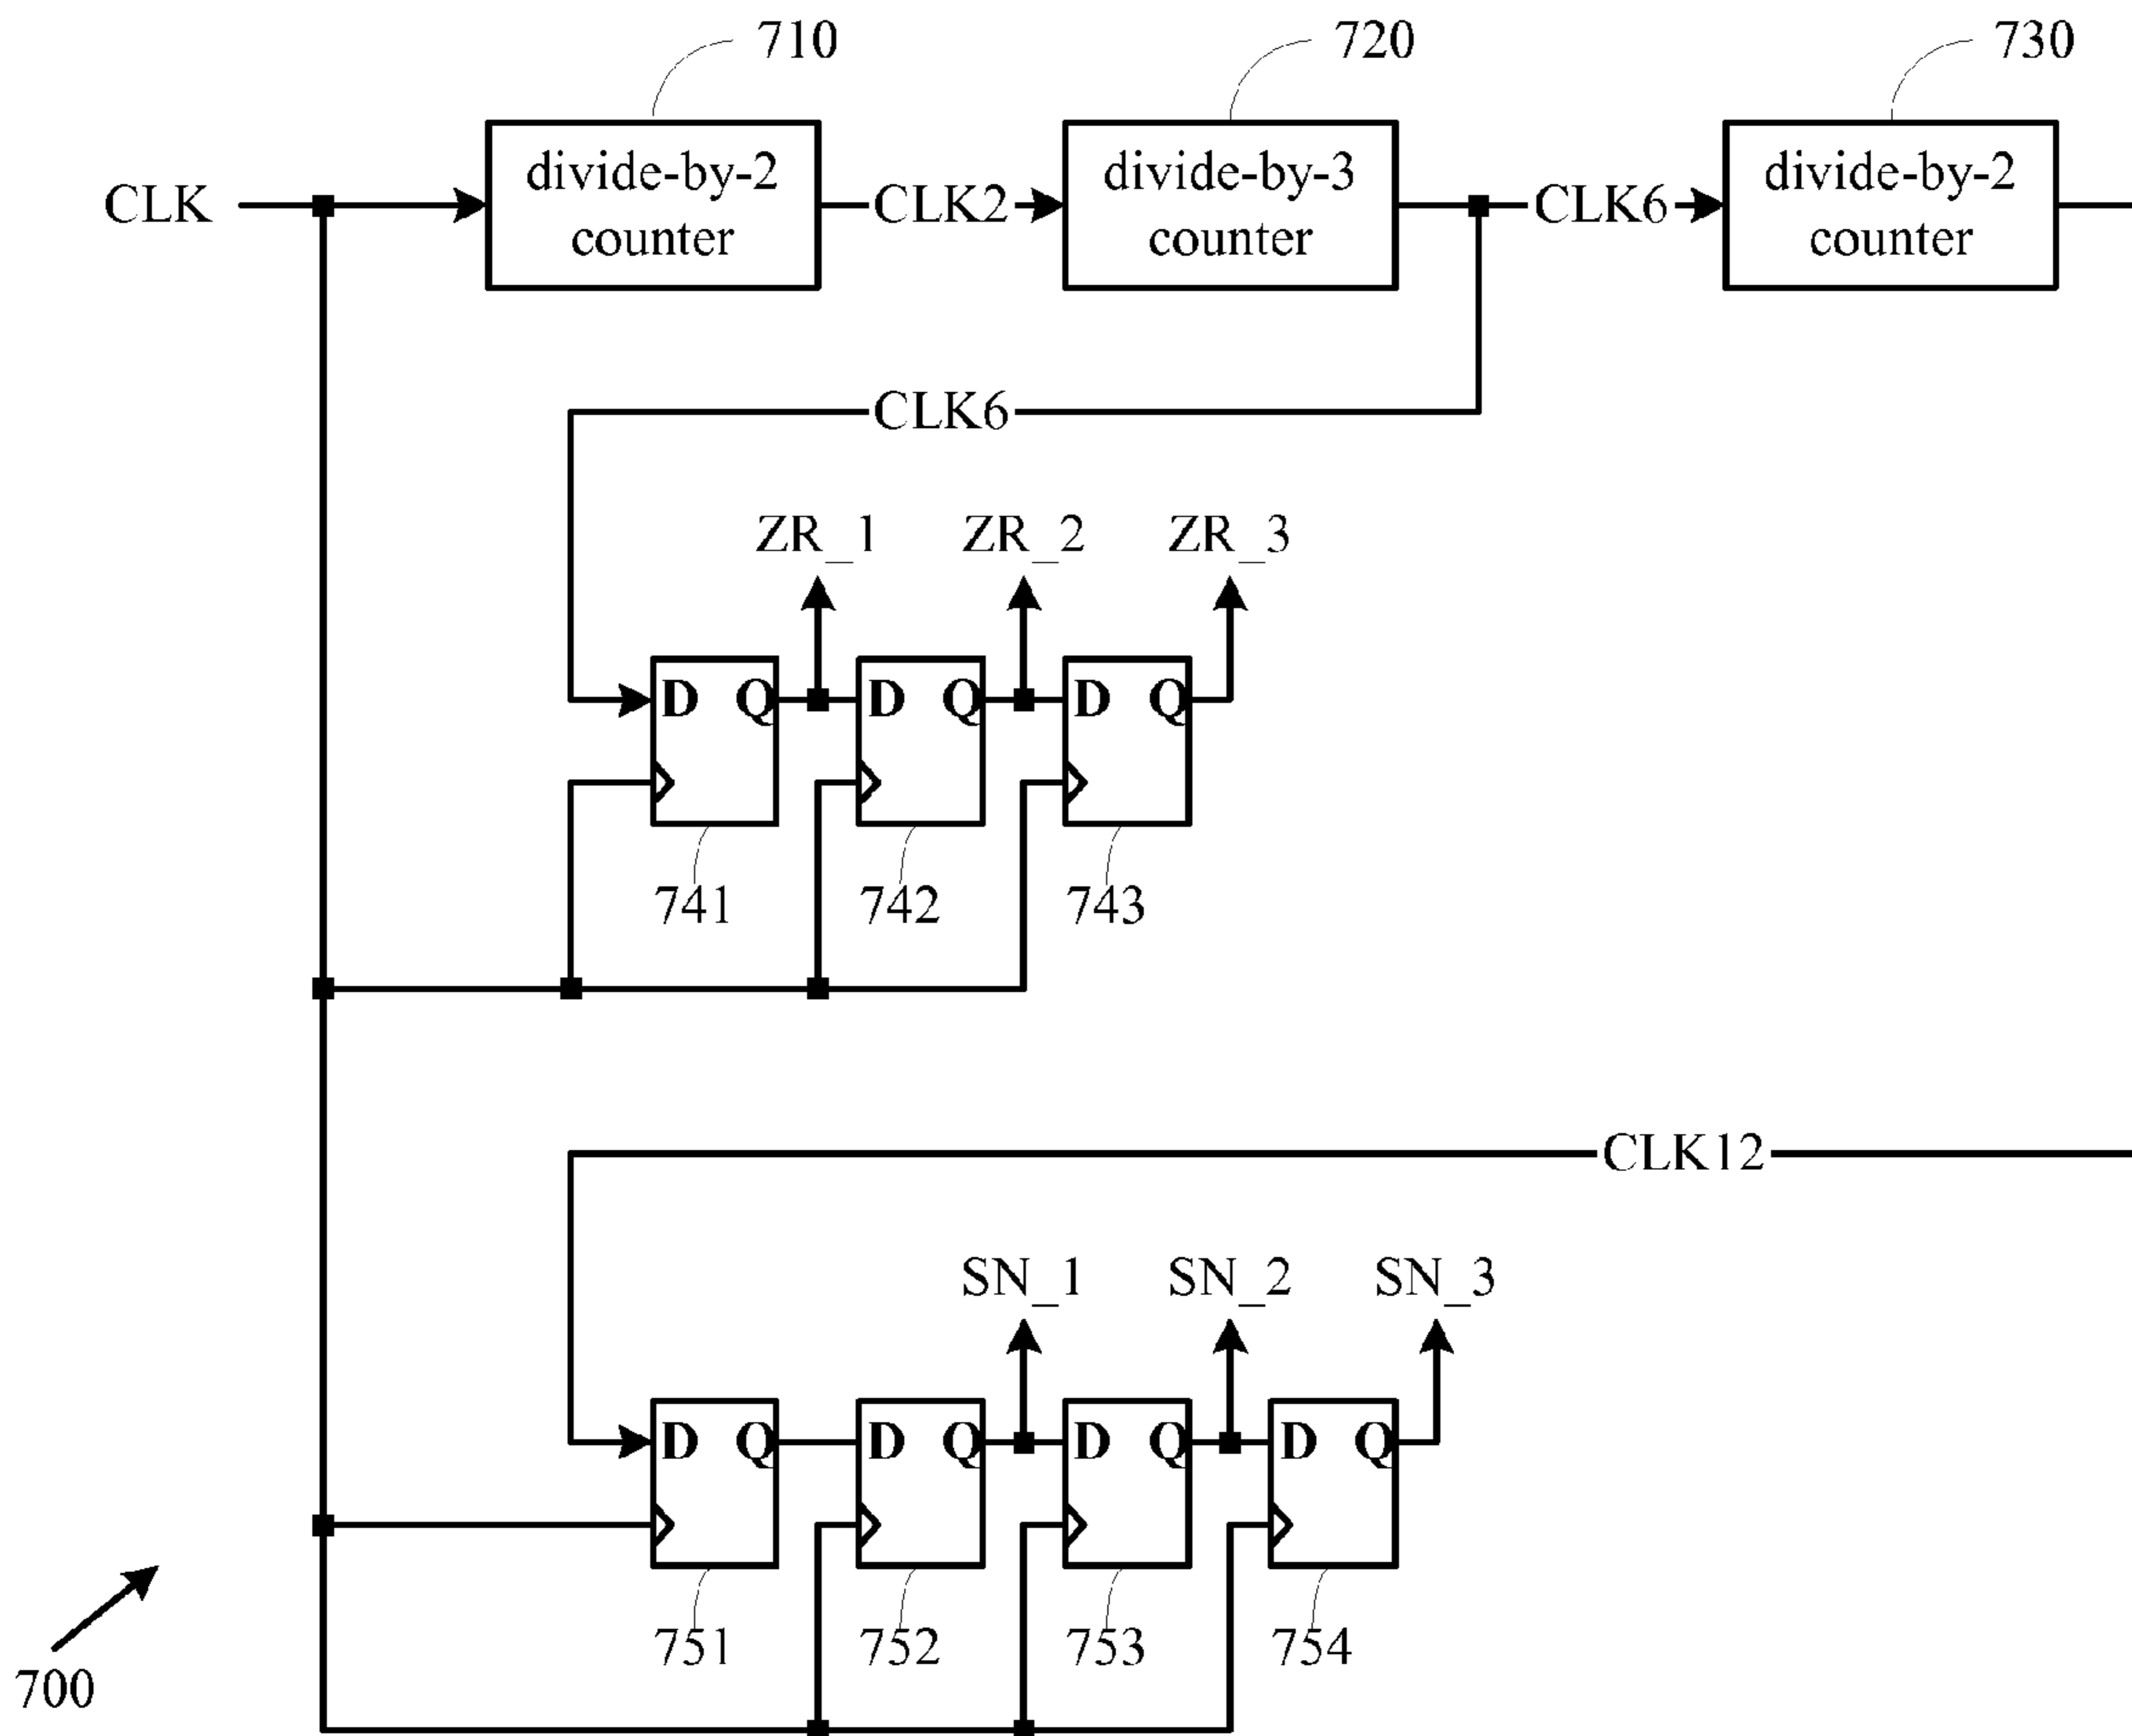 710
720
730
CLK
divide-by-2
counter
CLK2
divide-by-3
counter
CLK6
divide-by-2
counter
CLK6
ZR_1
ZR_2
ZR_3
D Q
D Q
D Q
741
742
743
CLK12
SN_1
SN_2
SN_3
D Q
D Q
D Q
D Q
751
752
753
754
700